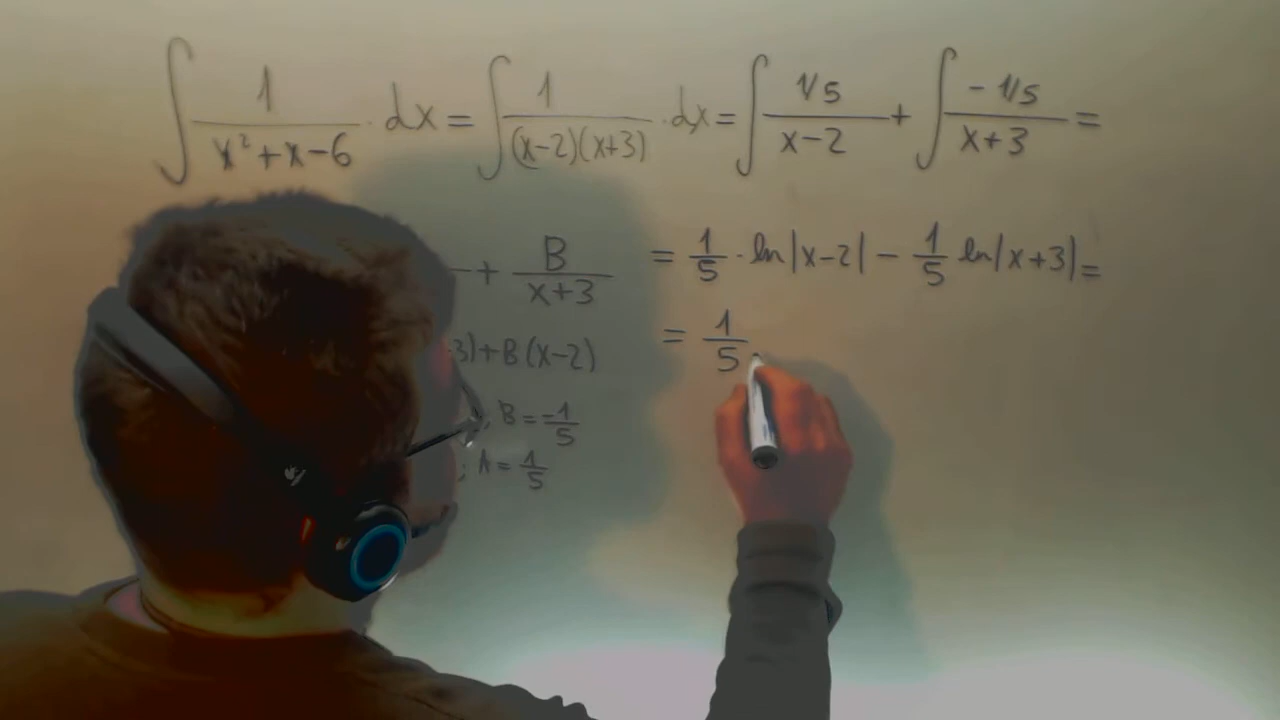 ∫ 1/(x²+x-6) · dx = ∫ 1/((x-2)(x+3)) · dx = ∫ (1/5)/(x-2) + ∫ (-1/5)/(x+3) =
+ B/(x+3) = 1/5 · ln|x-2| - 1/5 ln|x+3| =
3)+B(x-2) = 1/5
; B = -1/5
; A = 1/5